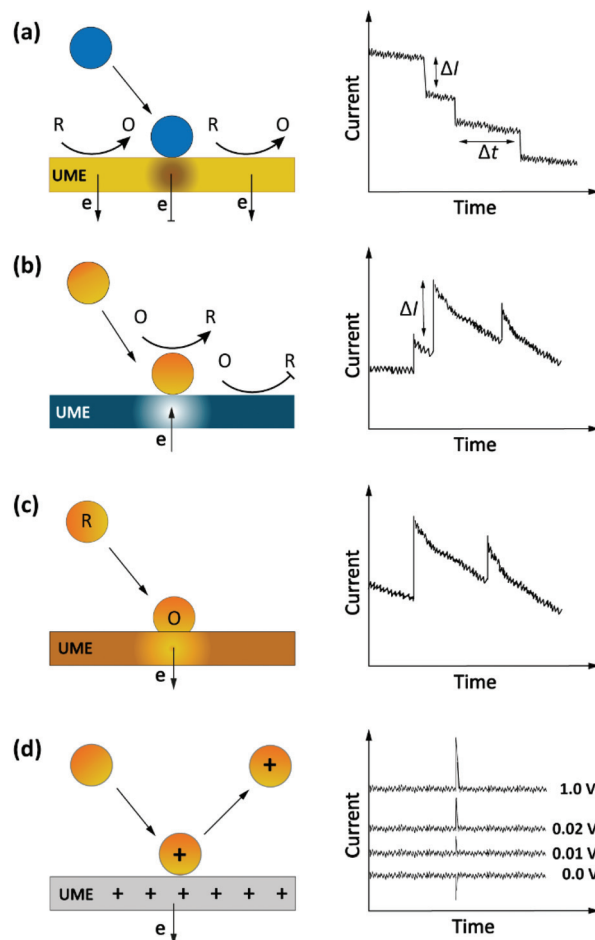 (a)
R O R O
UME
e e e
Current
ΔI
Δt
Time
(b)
O R
O R
UME
e
Current
ΔI
Time
(c)
R
O
UME
e
Current
Time
(d)
+
+
UME + + + + + +
e
Current
1.0 V
0.02 V
0.01 V
0.0 V
Time